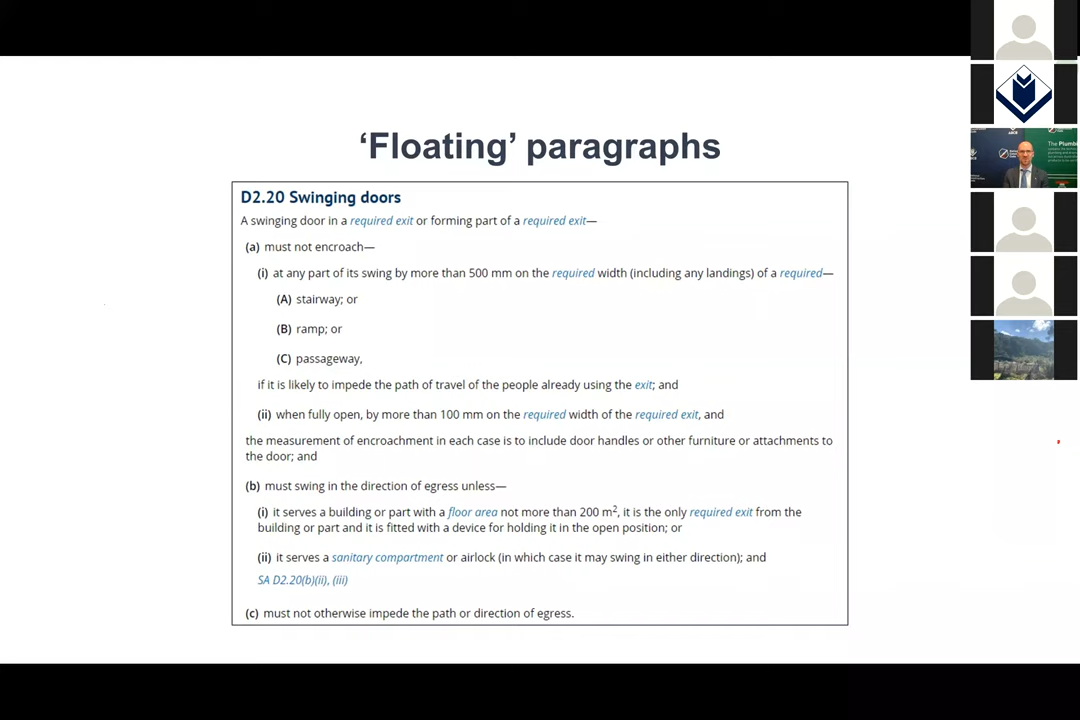 ‘Floating’ paragraphs
D2.20 Swinging doors
A swinging door in a required exit or forming part of a required exit—
(a) must not encroach—
(i) at any part of its swing by more than 500 mm on the required width (including any landings) of a required—
(A) stairway; or
(B) ramp; or
(C) passageway,
if it is likely to impede the path of travel of the people already using the exit; and
(ii) when fully open, by more than 100 mm on the required width of the required exit, and
the measurement of encroachment in each case is to include door handles or other furniture or attachments to
the door; and
(b) must swing in the direction of egress unless—
(i) it serves a building or part with a floor area not more than 200 m², it is the only required exit from the
building or part and it is fitted with a device for holding it in the open position; or
(ii) it serves a sanitary compartment or airlock (in which case it may swing in either direction); and
SA D2.20(b)(ii), (iii)
(c) must not otherwise impede the path or direction of egress.
The Plumbi